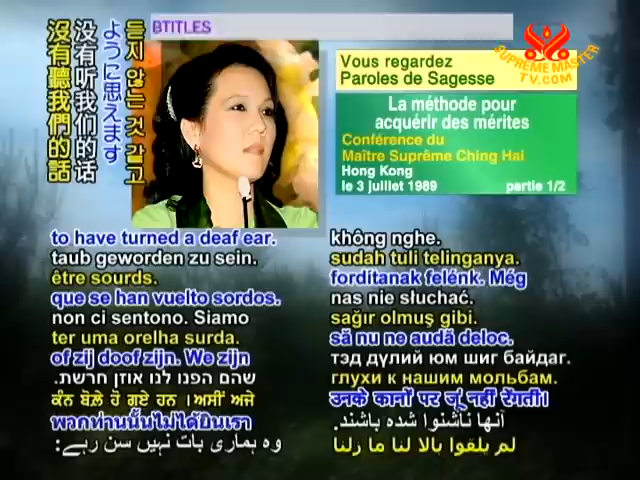 BTITLES
SUPREME MASTER
TV.COM
듣지 않는 것 같고
ように思えます
没有听我们的话
沒有聽我們的話
Vous regardez
Paroles de Sagesse
La méthode pour
acquérir des mérites
Conférence du
Maître Suprême Ching Hai
Hong Kong
le 3 juillet 1989 partie 1/2
to have turned a deaf ear.
taub geworden zu sein.
être sourds.
que se han vuelto sordos.
non ci sentono. Siamo
ter uma orelha surda.
of zij doof zijn. We zijn
שהם הפנו לנו אוזן חרשת.
ਕੰਨ ਬੋਲ਼ੇ ਹੋ ਗਏ ਹਨ ।ਅਸੀਂ ਅਜੇ
พวกท่านนั้นไม่ได้ยินเรา
وہ ہماری بات نہیں سن رہے:
không nghe.
sudah tuli telinganya.
fordítanak felénk. Még
nas nie słuchać.
sağır olmuş gibi.
să nu ne audă deloc.
тэд дүлий юм шиг байдаг.
глухи к нашим мольбам.
उनके कानों पर जूं नहीं रेंगती।
آنها ناشنوا شده باشند.
لم يلقوا بالا لنا ما زلنا